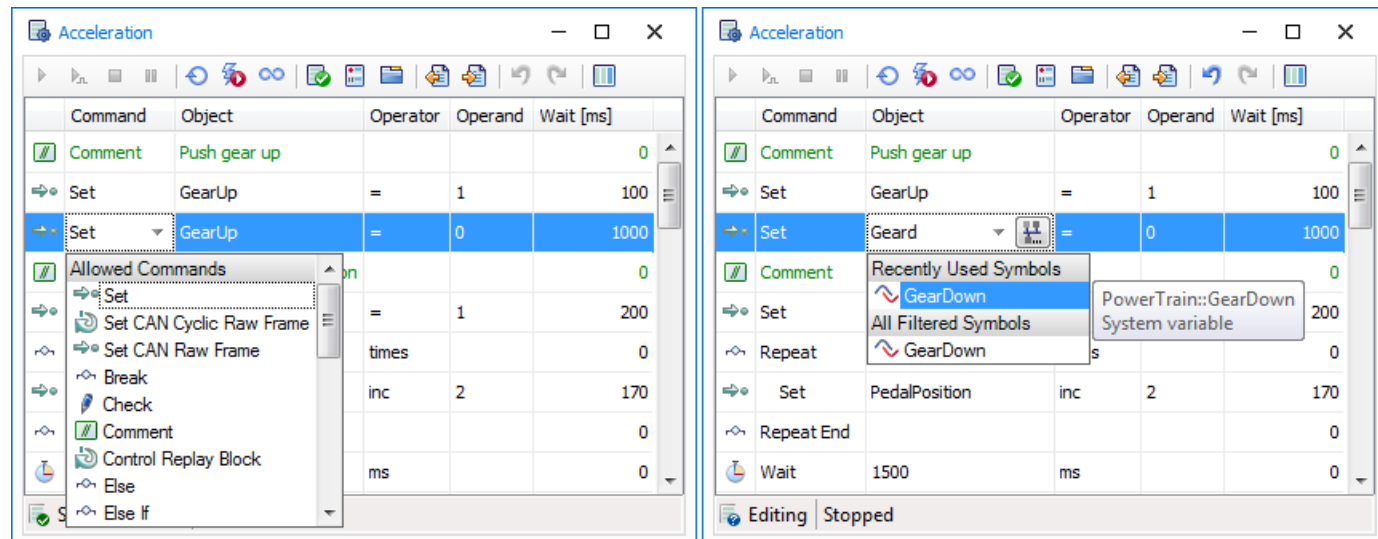 Acceleration
Command Object Operator Operand Wait [ms]
Comment Push gear up 0
Set GearUp = 1 100
Set GearUp = 0 1000
Allowed Commands on 0
Set
Set CAN Cyclic Raw Frame = 1 200
Set CAN Raw Frame times 0
Break
Check inc 2 170
Comment 0
Control Replay Block
Else ms 0
Else If
S
Acceleration
Command Object Operator Operand Wait [ms]
Comment Push gear up 0
Set GearUp = 1 100
Set Geard = 0 1000
Comment Recently Used Symbols 0
GearDown PowerTrain::GearDown
Set All Filtered Symbols System variable 200
Repeat GearDown s 0
Set PedalPosition inc 2 170
Repeat End 0
Wait 1500 ms 0
Editing Stopped